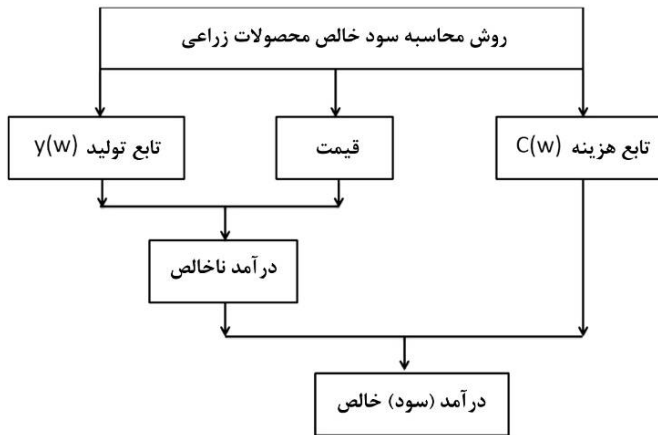 روش محاسبه سود خالص محصولات زراعی
تابع هزینه C(w)
قیمت
تابع تولید y(w)
درآمد ناخالص
درآمد (سود) خالص